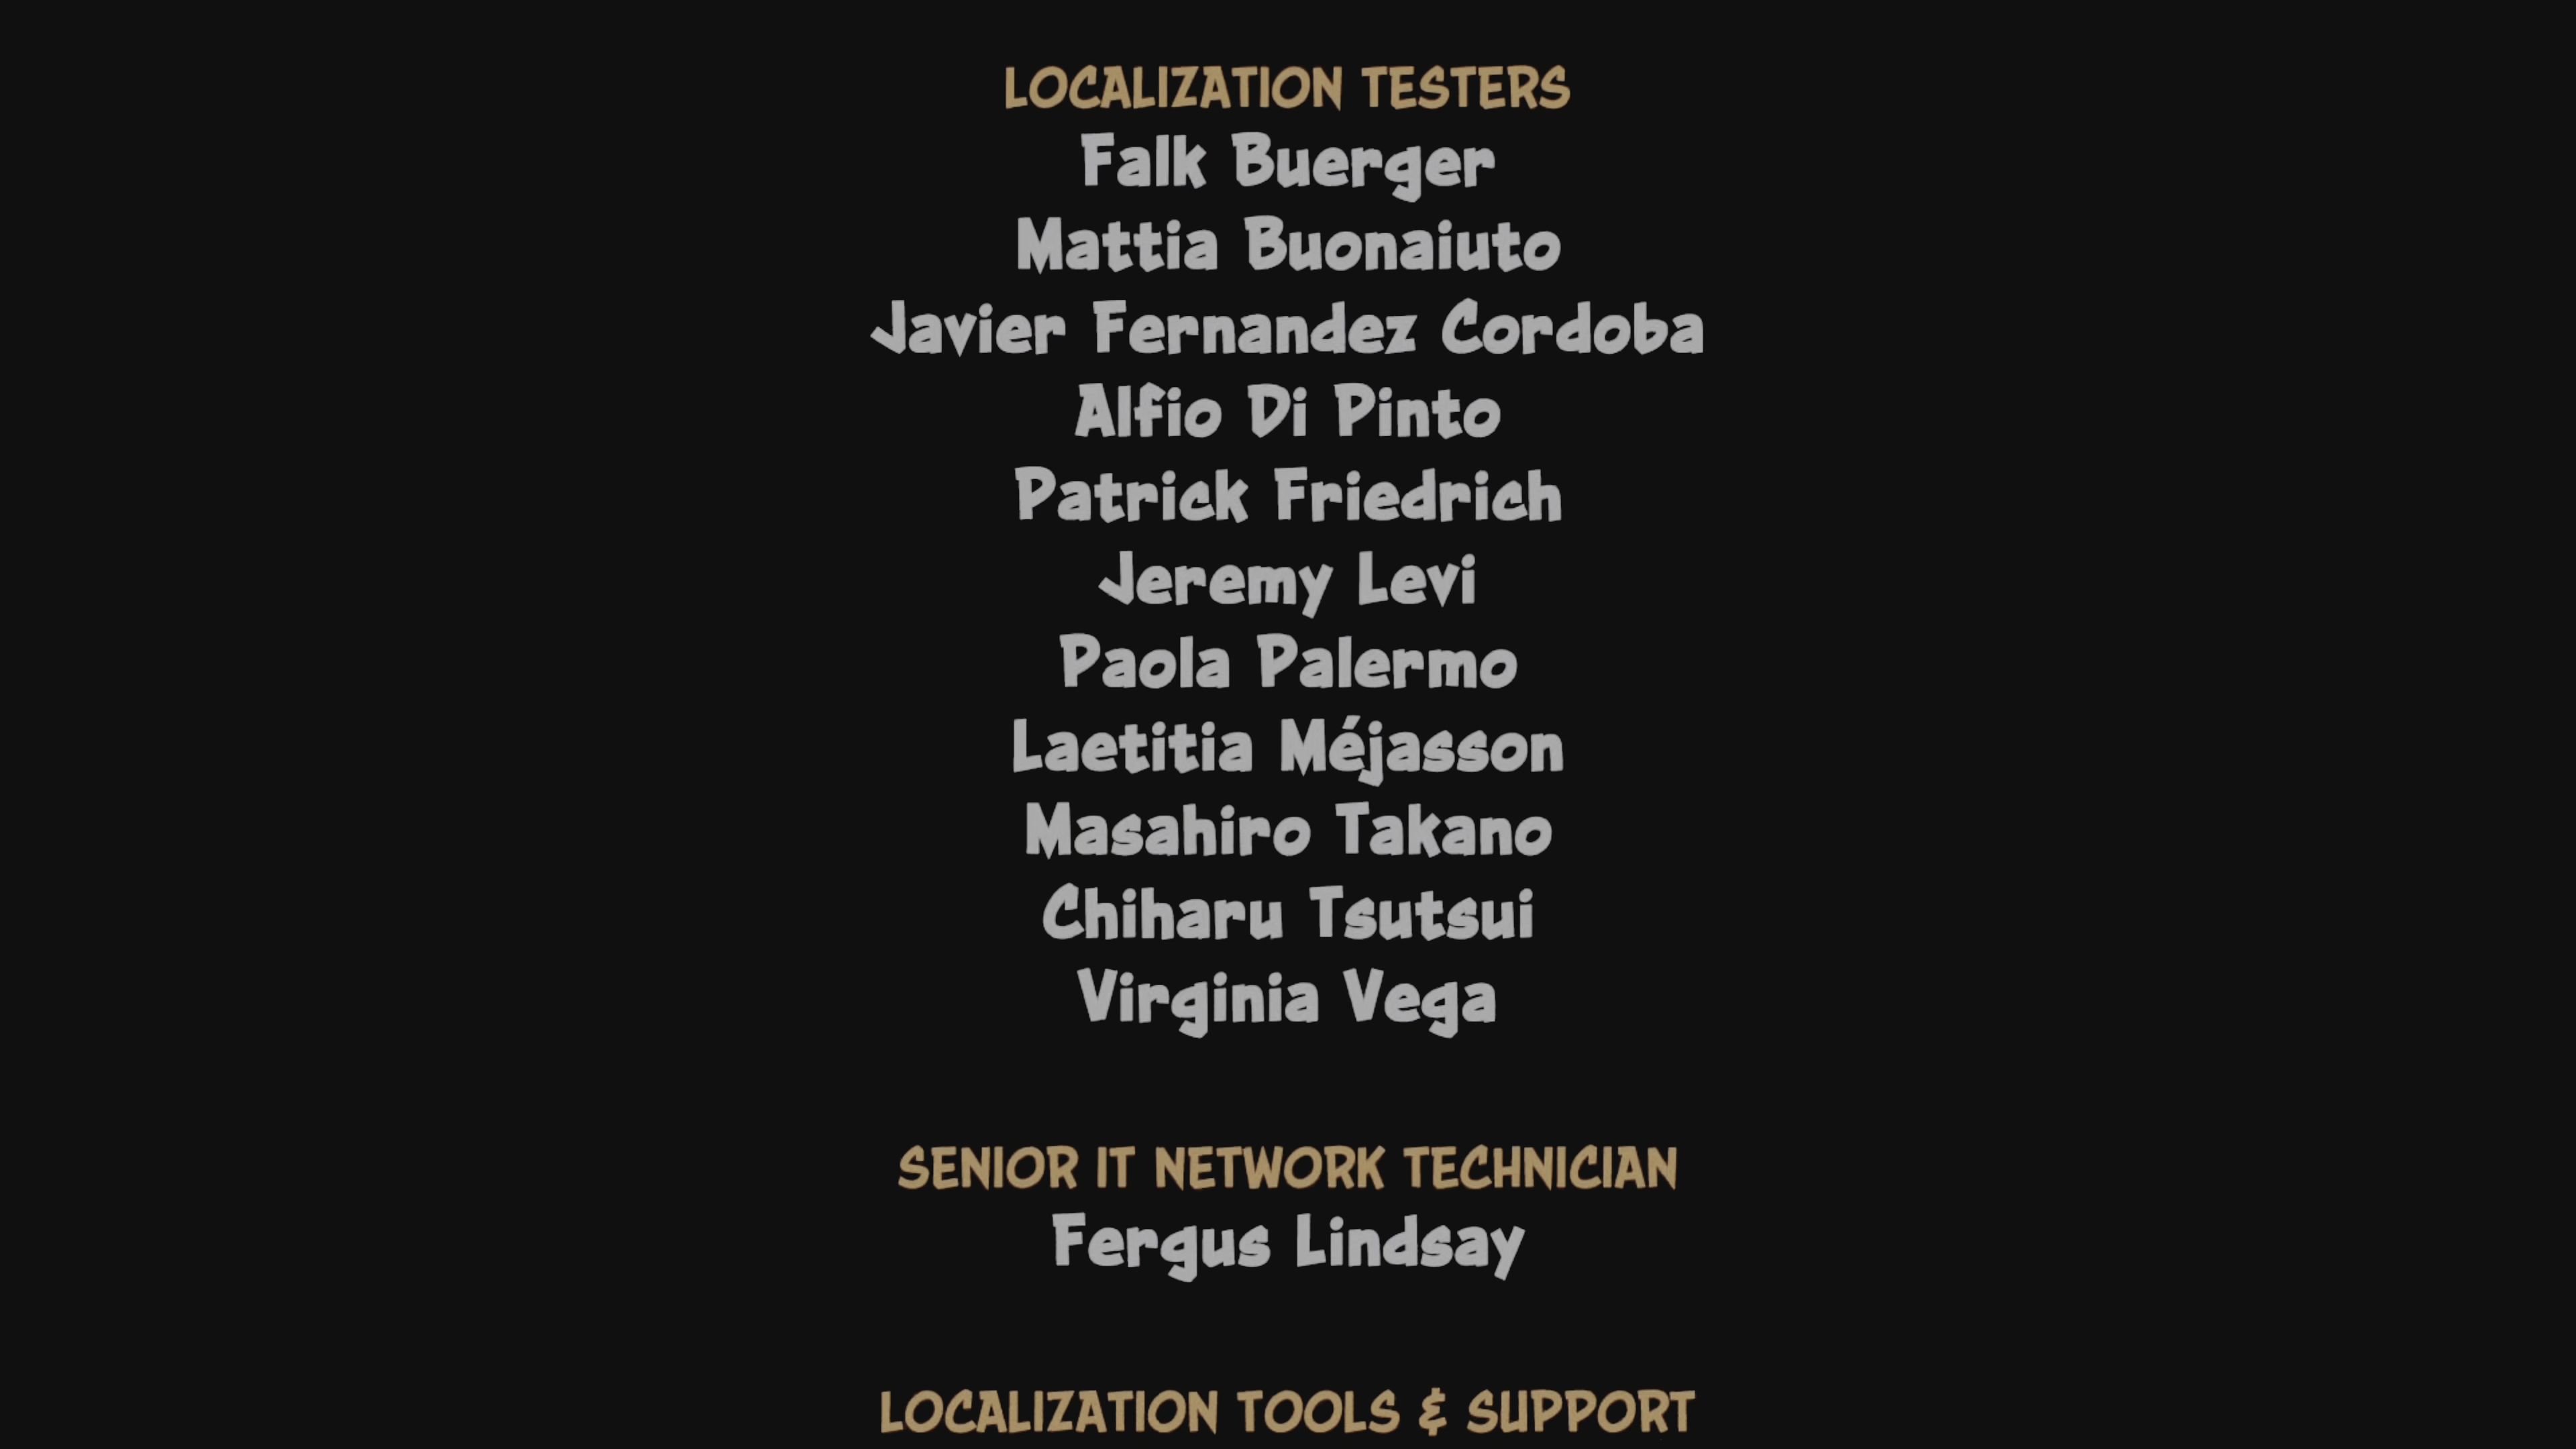 LOCALIZATION TESTERS
Falk Buerger
Mattia Buonaiuto
Javier Fernandez Cordoba
Alfio Di Pinto
Patrick Friedrich
Jeremy Levi
Paola Palermo
Laetitia Méjasson
Masahiro Takano
Chiharu Tsutsui
Virginia Vega
SENIOR IT NETWORK TECHNICIAN
Fergus Lindsay
LOCALIZATION TOOLS & SUPPORT